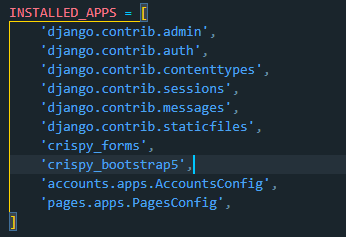 INSTALLED_APPS = [
    'django.contrib.admin',
    'django.contrib.auth',
    'django.contrib.contenttypes',
    'django.contrib.sessions',
    'django.contrib.messages',
    'django.contrib.staticfiles',
    'crispy_forms',
    'crispy_bootstrap5',
    'accounts.apps.AccountsConfig',
    'pages.apps.PagesConfig',
]